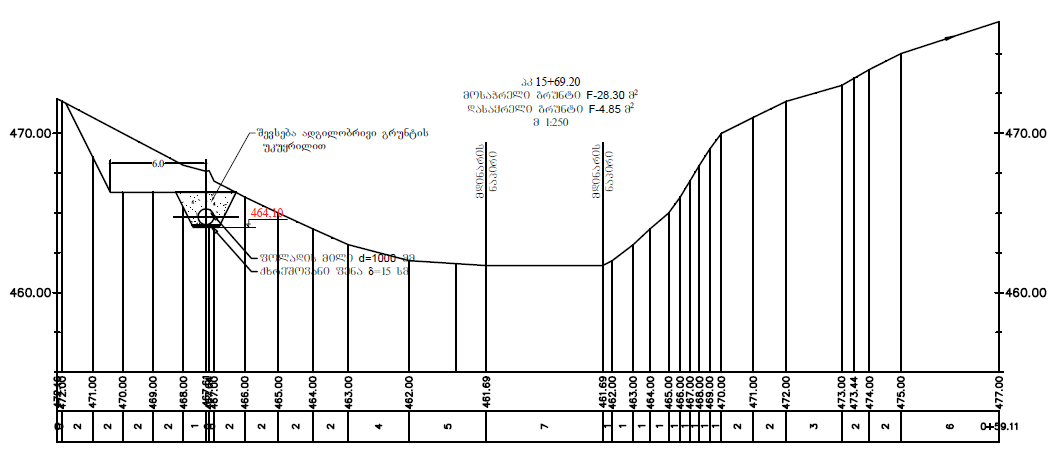 პკ 15+69.20
მოსაჭრელი გრუნტი F-28.30 მ²
დასაყრელი გრუნტი F-4.85 მ²
მ 1:250
470.00
470.00
შევსება ადგილობრივი გრუნტის
უკუყრილით
მდინარის
ნაპირი
მდინარის
ნაპირი
6.0
464,10
ფოლადის მილი d=1000 მმ
ხრეშოვანი ფენა δ=15 სმ
460.00
460.00
472.00 471.00 470.00 469.00 468.00 467.00 466.00 465.00 464.00 463.00 462.00 461.69 461.69 462.00 463.00 464.00 465.00 466.00 467.00 468.00 469.00 470.00 471.00 472.00 473.00 473.44 474.00 475.00 477.00
2 2 2 2 1 2 2 2 2 4 5 7 1 1 1 1 1 1 1 1 1 2 2 3 2 2 6 0+59.11